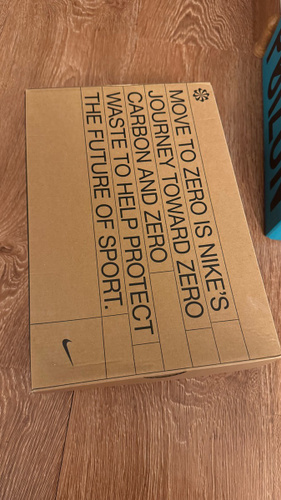 MOVE TO ZERO IS NIKE'S
JOURNEY TOWARD ZERO
CARBON AND ZERO
WASTE TO HELP PROTECT
THE FUTURE OF SPORT.